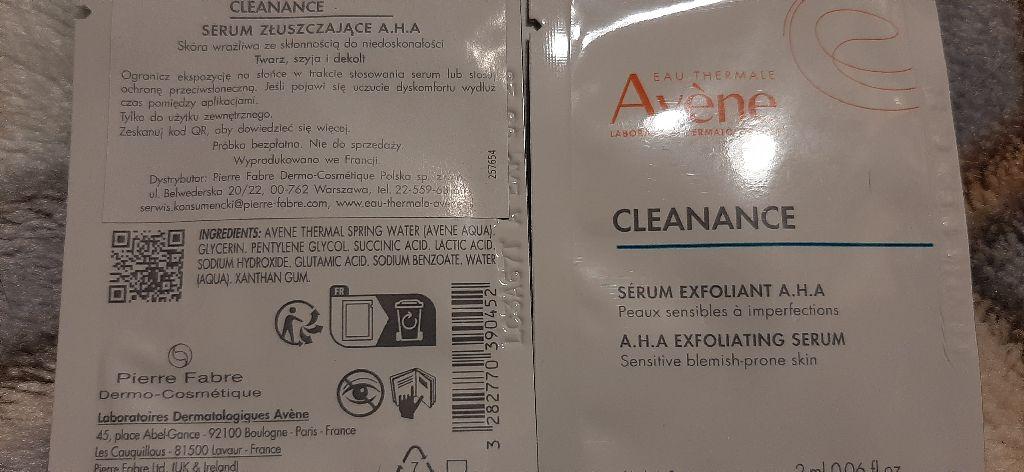 CLEANANCE
SÉRUM ZŁUSZCZAJĄCE A.H.A
Skóra wrażliwa ze skłonnością do niedoskonałości
Twarz, szyja i dekolt
Ogranicz ekspozycję na słońce w trakcie stosowania serum lub stosuj
ochronę przeciwsłoneczną. Jeśli pojawi się uczucie dyskomfortu wydłuż
czas pomiędzy aplikacjami.
Tylko do użytku zewnętrznego.
Zeskanuj kod QR, aby dowiedzieć się więcej.
Próbka bezpłatna. Nie do sprzedaży.
Wyprodukowano we Francji.
Dystrybutor: Pierre Fabre Dermo-Cosmétique Polska sp.
ul. Belwederska 20/22, 00-762 Warszawa, tel. 22-559-
serwis.konsumencki@pierre-fabre.com, www.eau-thermale-
257654
INGREDIENTS: AVENE THERMAL SPRING WATER (AVENE AQUA).
GLYCERIN. PENTYLENE GLYCOL. SUCCINIC ACID. LACTIC ACID.
SODIUM HYDROXIDE. GLUTAMIC ACID. SODIUM BENZOATE. WATER
(AQUA). XANTHAN GUM.
FR
3 282770 390452
Pierre Fabre
Dermo-Cosmétique
Laboratoires Dermatologiques Avène
45, place Abel-Gance - 92100 Boulogne - Paris - France
Les Cauquillous - 81500 Lavaur - France
Pierre Fabre Ltd. (UK & Ireland)
7
EAU THERMALE
Avène
CLEANANCE
SÉRUM EXFOLIANT A.H.A
Peaux sensibles à imperfections
A.H.A EXFOLIATING SERUM
Sensitive blemish-prone skin
2 ml 0.06 fl.oz